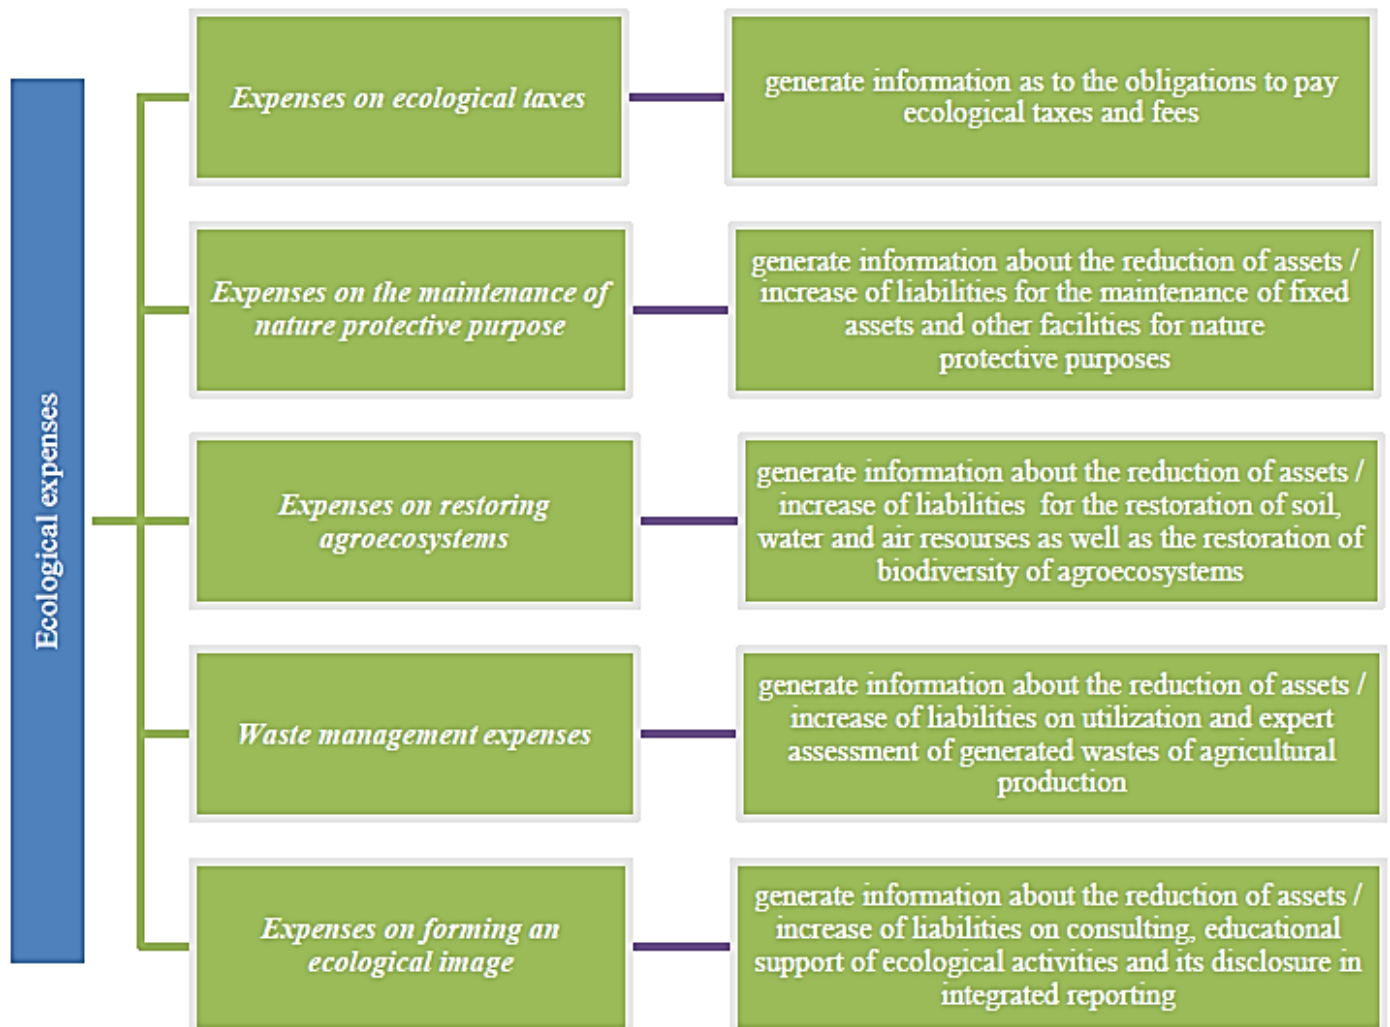 Ecological expenses
Expenses on ecological taxes
generate information as to the obligations to pay
ecological taxes and fees
Expenses on the maintenance of
nature protective purpose
generate information about the reduction of assets /
increase of liabilities for the maintenance of fixed
assets and other facilities for nature
protective purposes
Expenses on restoring
agroecosystems
generate information about the reduction of assets /
increase of liabilities for the restoration of soil,
water and air resourses as well as the restoration of
biodiversity of agroecosystems
Waste management expenses
generate information about the reduction of assets /
increase of liabilities on utilization and expert
assessment of generated wastes of agricultural
production
Expenses on forming an
ecological image
generate information about the reduction of assets /
increase of liabilities on consulting, educational
support of ecological activities and its disclosure in
integrated reporting